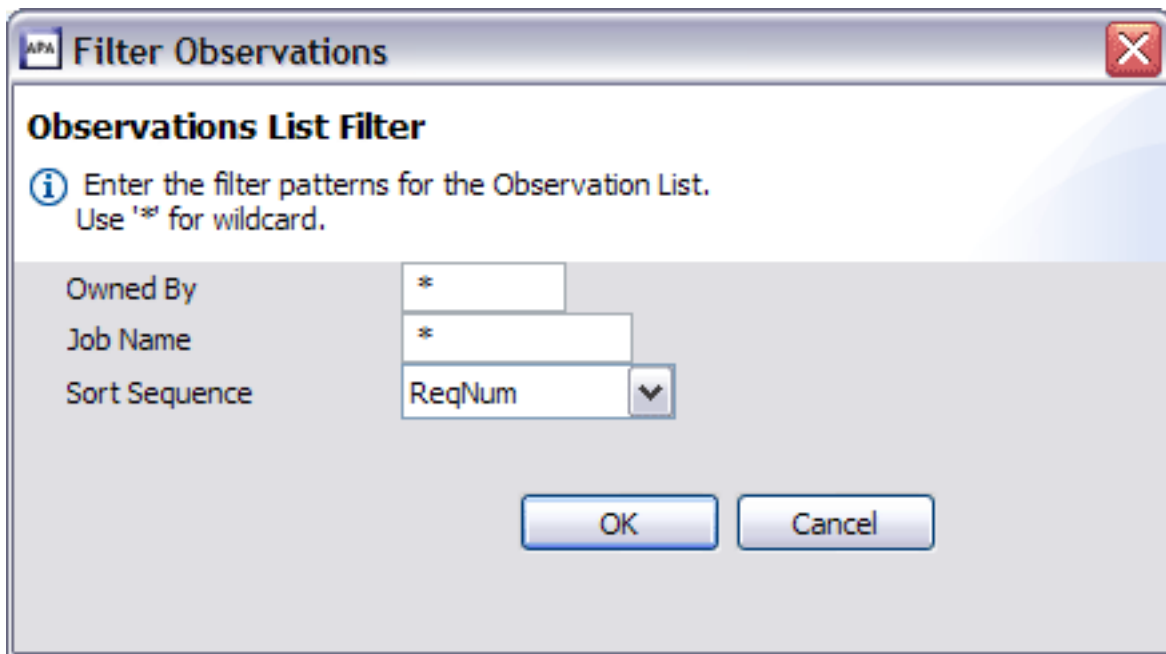 APA Filter Observations
Observations List Filter
Enter the filter patterns for the Observation List.
Use '*' for wildcard.
Owned By *
Job Name *
Sort Sequence ReqNum
OK Cancel